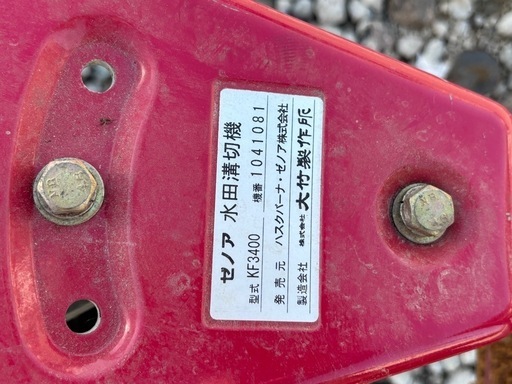 ゼノア 水田溝切機
型式 KF3400 機番 1041081
発売元 ハスクバーナ・ゼノア株式会社
製造会社 株式会社 大竹製作所